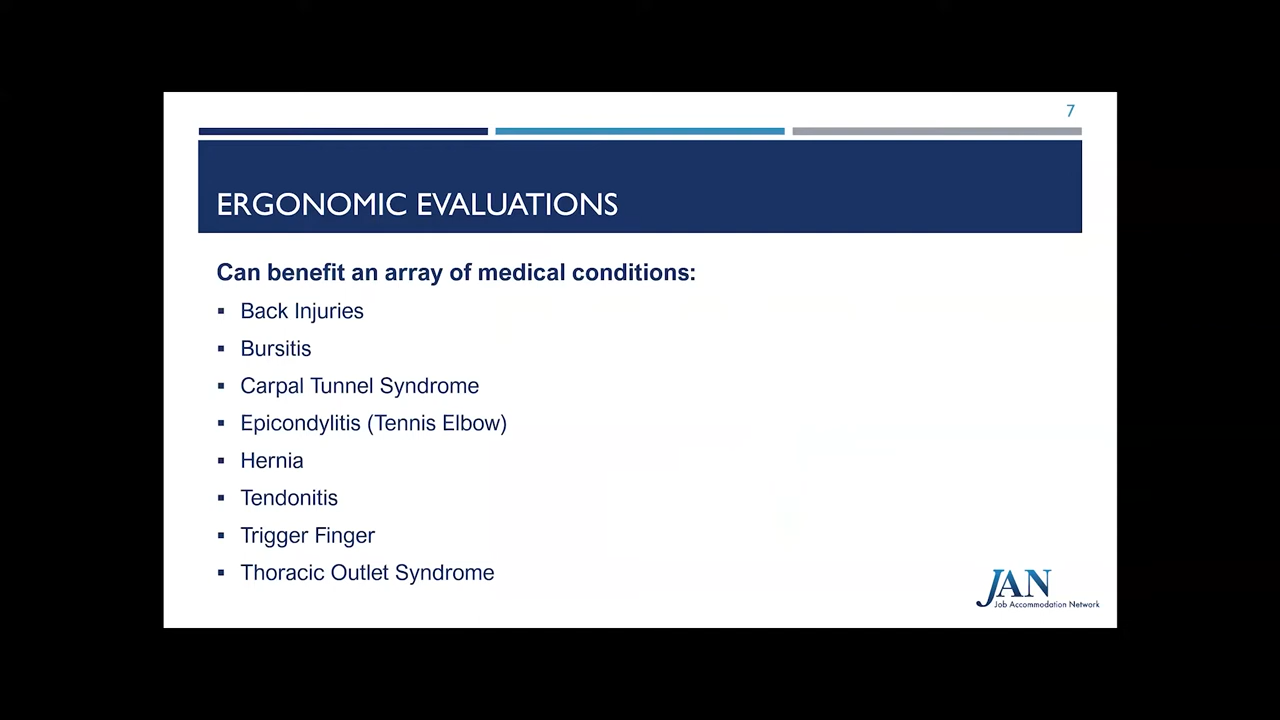 7
ERGONOMIC EVALUATIONS
Can benefit an array of medical conditions:
▪ Back Injuries
▪ Bursitis
▪ Carpal Tunnel Syndrome
▪ Epicondylitis (Tennis Elbow)
▪ Hernia
▪ Tendonitis
▪ Trigger Finger
▪ Thoracic Outlet Syndrome
JAN
Job Accommodation Network